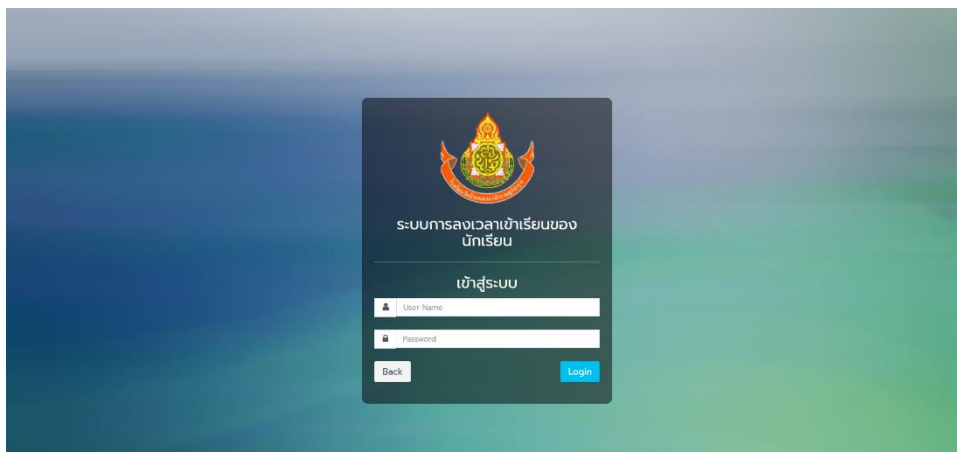 ระบบการลงเวลาเข้าเรียนของ
นักเรียน
เข้าสู่ระบบ
User Name
Password
Back
Login